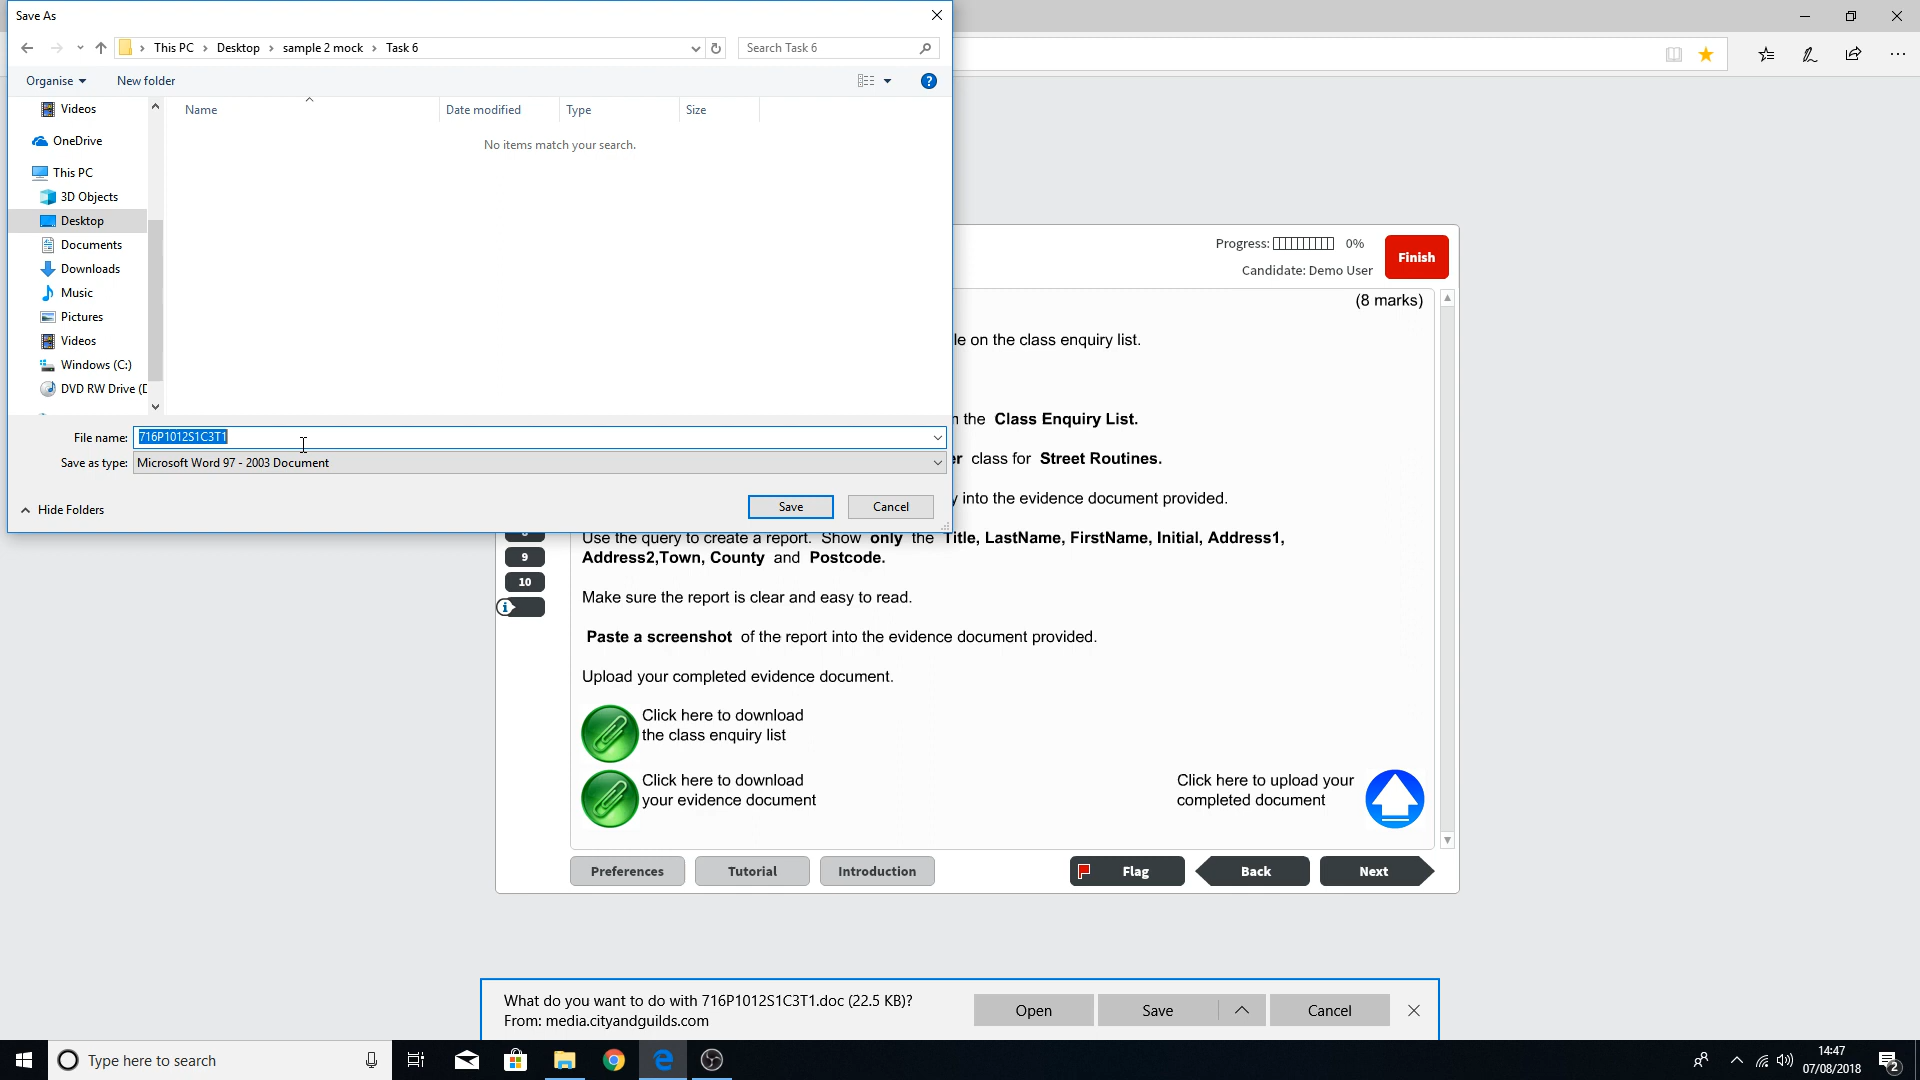 Save As
This PC
Desktop
sample 2 mock
Task 6
Search Task 6
Organise
New folder
Name
Date modified
Type
Size
No items match your search.
Videos
OneDrive
This PC
3D Objects
Desktop
Documents
Downloads
Music
Pictures
Videos
Windows (C:)
DVD RW Drive (D
File name: 716P1012S1C3T1
Save as type: Microsoft Word 97 - 2003 Document
Hide Folders
Save
Cancel
Progress: 0%
Candidate: Demo User
Finish
(8 marks)
le on the class enquiry list.
the Class Enquiry List.
class for Street Routines.
into the evidence document provided.
Use the query to create a report. Show only the Title, LastName, FirstName, Initial, Address1,
Address2,Town, County and Postcode.
Make sure the report is clear and easy to read.
Paste a screenshot of the report into the evidence document provided.
Upload your completed evidence document.
9
10
Click here to download
the class enquiry list
Click here to download
your evidence document
Click here to upload your
completed document
Preferences
Tutorial
Introduction
Flag
Back
Next
What do you want to do with 716P1012S1C3T1.doc (22.5 KB)?
From: media.cityandguilds.com
Open
Save
Cancel
Type here to search
14:47
07/08/2018
2